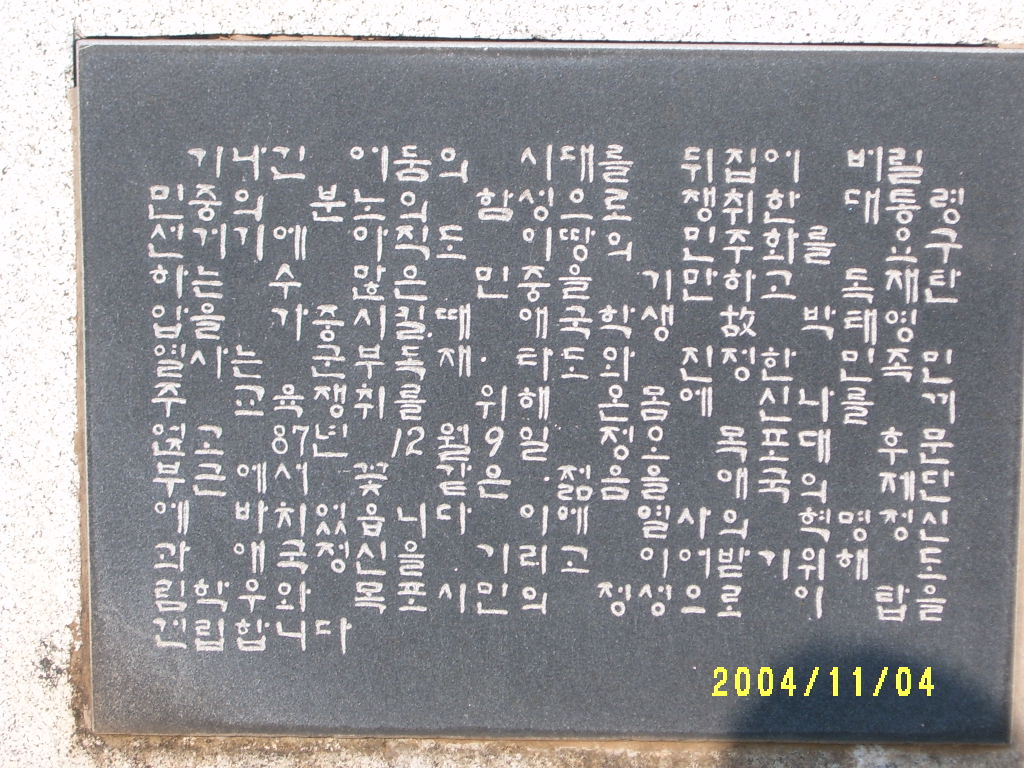 기나긴 어둠의 시대를 뒤집어 버릴
민중의 분노의 함성으로 쟁취한 대통령
선거기에 아직도 이땅의 민주화를 요구
하는 수 많은 민중을 기만하고 독재탄
압을 가중시킬때 애국학생 故 박태영
열사는 군부독재 타도와 진정한 민족민
주 교육쟁취를 위해 온몸에 신나를 끼
얹고 87년 12월 9일 정오 목포대 후문
부근에서 꽃같은 젊음을 애국의 제단
에 바치었읍니다 이에 열사의 혁명정신
과 애국정신을 기리고 이어받기위해 도
림학우와 목포시민의 정성으로 이 탑을
건립합니다
2004/11/04